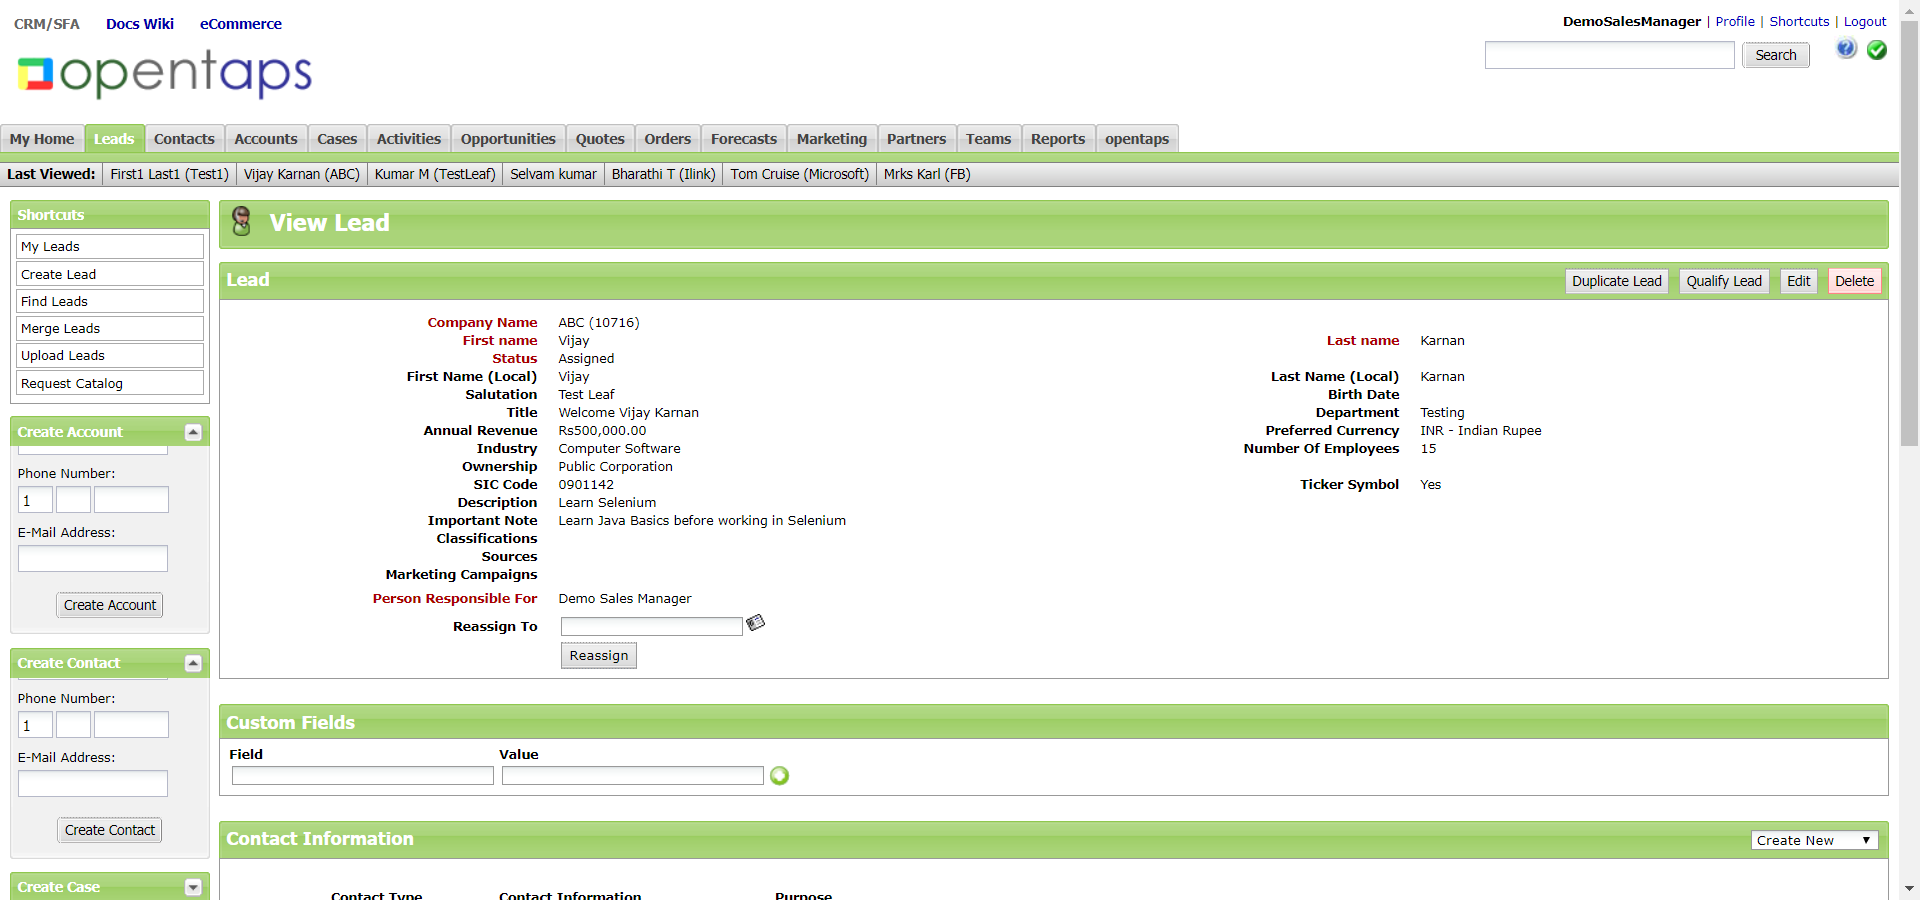 CRM/SFA Docs Wiki eCommerce
DemoSalesManager | Profile | Shortcuts | Logout
opentaps
Search
My Home Leads Contacts Accounts Cases Activities Opportunities Quotes Orders Forecasts Marketing Partners Teams Reports opentaps
Last Viewed: First1 Last1 (Test1) Vijay Karnan (ABC) Kumar M (TestLeaf) Selvam kumar Bharathi T (Ilink) Tom Cruise (Microsoft) Mrks Karl (FB)
Shortcuts
My Leads
Create Lead
Find Leads
Merge Leads
Upload Leads
Request Catalog
Create Account
Phone Number:
1
E-Mail Address:
Create Account
Create Contact
Phone Number:
1
E-Mail Address:
Create Contact
Create Case
View Lead
Lead
Duplicate Lead Qualify Lead Edit Delete
Company Name ABC (10716)
First name Vijay Last name Karnan
Status Assigned
First Name (Local) Vijay Last Name (Local) Karnan
Salutation Test Leaf Birth Date
Title Welcome Vijay Karnan Department Testing
Annual Revenue Rs500,000.00 Preferred Currency INR - Indian Rupee
Industry Computer Software Number Of Employees 15
Ownership Public Corporation
SIC Code 0901142 Ticker Symbol Yes
Description Learn Selenium
Important Note Learn Java Basics before working in Selenium
Classifications
Sources
Marketing Campaigns
Person Responsible For Demo Sales Manager
Reassign To
Reassign
Custom Fields
Field Value
Contact Information
Create New
Contact Type Contact Information Purpose